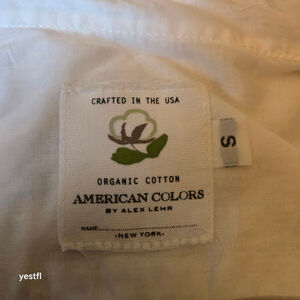 CRAFTED IN THE USA
S
ORGANIC COTTON
AMERICAN COLORS
BY ALEX LEHR
NAME
-NEW YORK-
yestfl